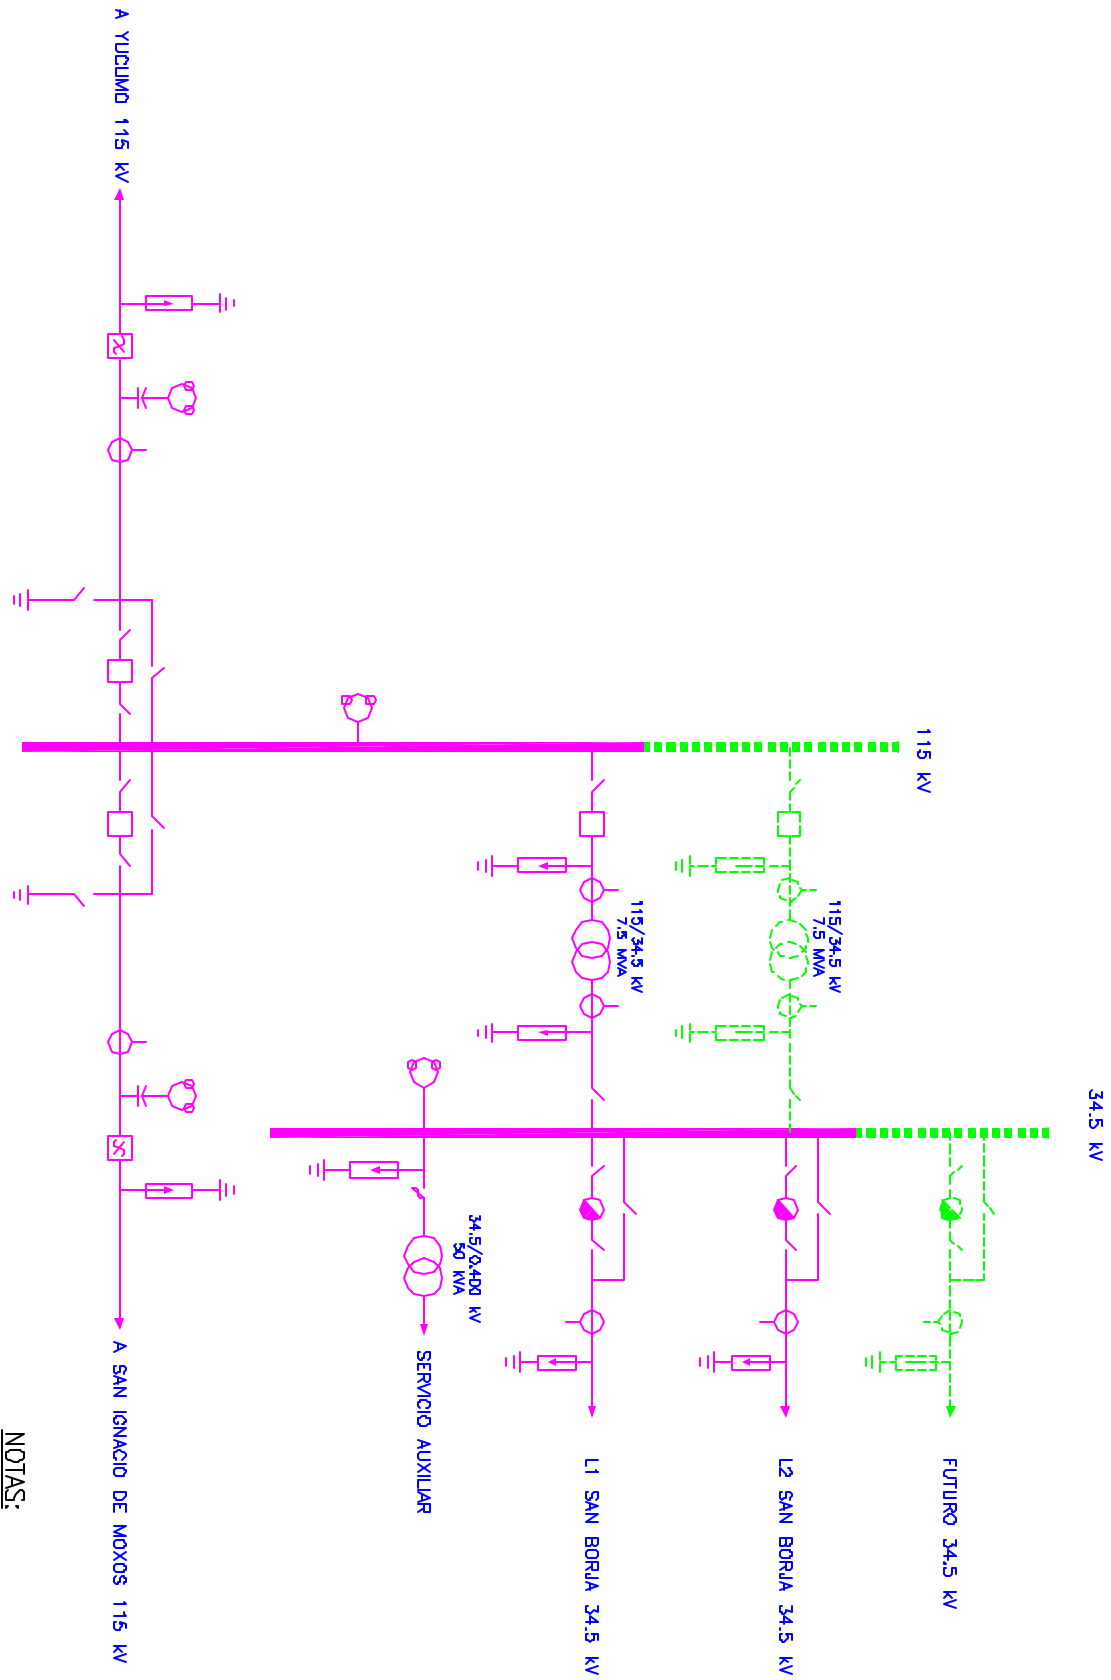 A YUCUMO 115 kV
115 kV
115/34.5 kV
7.5 MVA
115/34.5 kV
7.5 MVA
34.5 kV
34.5/0.400 kV
50 kVA
FUTURO 34.5 kV
L2 SAN BORJA 34.5 kV
L1 SAN BORJA 34.5 kV
SERVICIO AUXILIAR
A SAN IGNACIO DE MOXOS 115 kV
NOTAS: